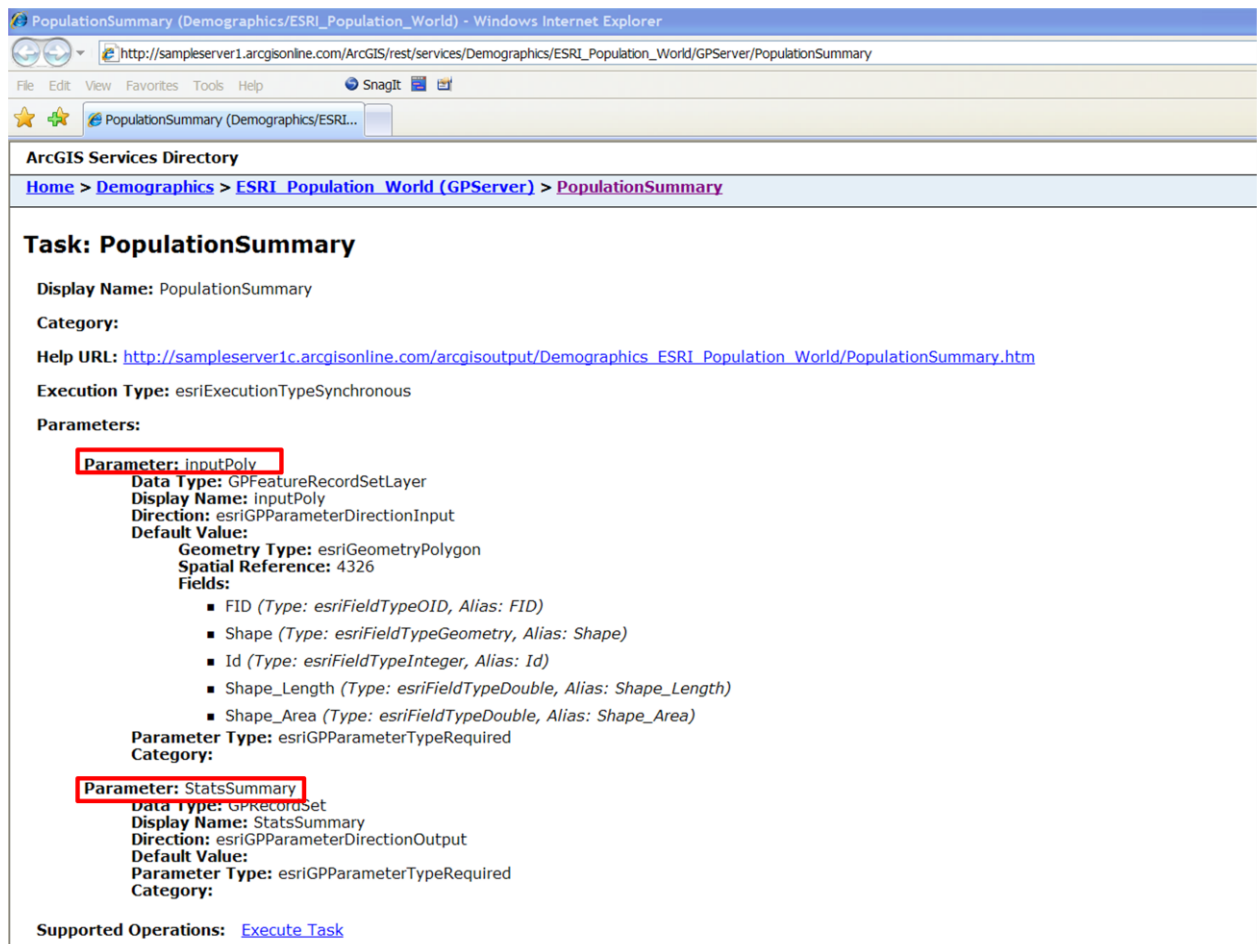 PopulationSummary (Demographics/ESRI_Population_World) - Windows Internet Explorer
http://sampleserver1.arcgisonline.com/ArcGIS/rest/services/Demographics/ESRI_Population_World/GPServer/PopulationSummary
File Edit View Favorites Tools Help SnagIt
PopulationSummary (Demographics/ESRI...
ArcGIS Services Directory
Home > Demographics > ESRI_Population_World (GPServer) > PopulationSummary
Task: PopulationSummary
Display Name: PopulationSummary
Category:
Help URL: http://sampleserver1c.arcgisonline.com/arcgisoutput/Demographics_ESRI_Population_World/PopulationSummary.htm
Execution Type: esriExecutionTypeSynchronous
Parameters:
Parameter: inputPoly
Data Type: GPFeatureRecordSetLayer
Display Name: inputPoly
Direction: esriGPParameterDirectionInput
Default Value:
Geometry Type: esriGeometryPolygon
Spatial Reference: 4326
Fields:
▪ FID (Type: esriFieldTypeOID, Alias: FID)
▪ Shape (Type: esriFieldTypeGeometry, Alias: Shape)
▪ Id (Type: esriFieldTypeInteger, Alias: Id)
▪ Shape_Length (Type: esriFieldTypeDouble, Alias: Shape_Length)
▪ Shape_Area (Type: esriFieldTypeDouble, Alias: Shape_Area)
Parameter Type: esriGPParameterTypeRequired
Category:
Parameter: StatsSummary
Data Type: GPRecordSet
Display Name: StatsSummary
Direction: esriGPParameterDirectionOutput
Default Value:
Parameter Type: esriGPParameterTypeRequired
Category:
Supported Operations: Execute Task